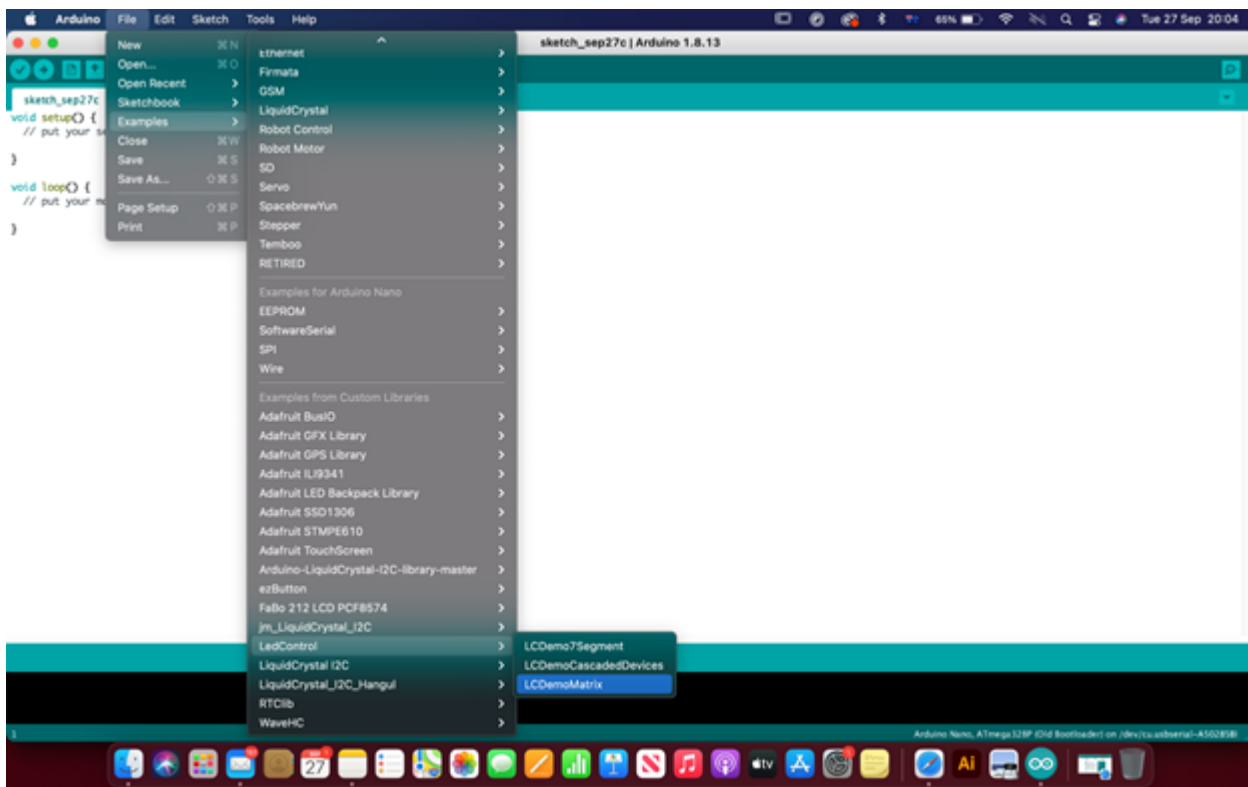 Arduino File Edit Sketch Tools Help 65% Tue 27 Sep 20:04
sketch_sep27c | Arduino 1.8.13
New ⌘ N
Open... ⌘ O
Open Recent
Sketchbook
Examples
Close ⌘ W
Save ⌘ S
Save As... ⇧ ⌘ S
Page Setup ⇧ ⌘ P
Print ⌘ P
sketch_sep27c
void setup() {
// put your
}
void loop() {
// put your
}
Ethernet
Firmata
GSM
LiquidCrystal
Robot Control
Robot Motor
SD
Servo
SpacebrewYun
Stepper
Temboo
RETIRED
Examples for Arduino Nano
EEPROM
SoftwareSerial
SPI
Wire
Examples from Custom Libraries
Adafruit BusIO
Adafruit GFX Library
Adafruit GPS Library
Adafruit ILI9341
Adafruit LED Backpack Library
Adafruit SSD1306
Adafruit STMPE610
Adafruit TouchScreen
Arduino-LiquidCrystal-I2C-library-master
ezButton
FaBo 212 LCD PCF8574
jm_LiquidCrystal_I2C
LedControl
LiquidCrystal I2C
LiquidCrystal_I2C_Hangul
RTClib
WaveHC
LCDemo7Segment
LCDemoCascadedDevices
LCDemoMatrix
1
Arduino Nano, ATmega328P (Old Bootloader) on
27
tv
Ai